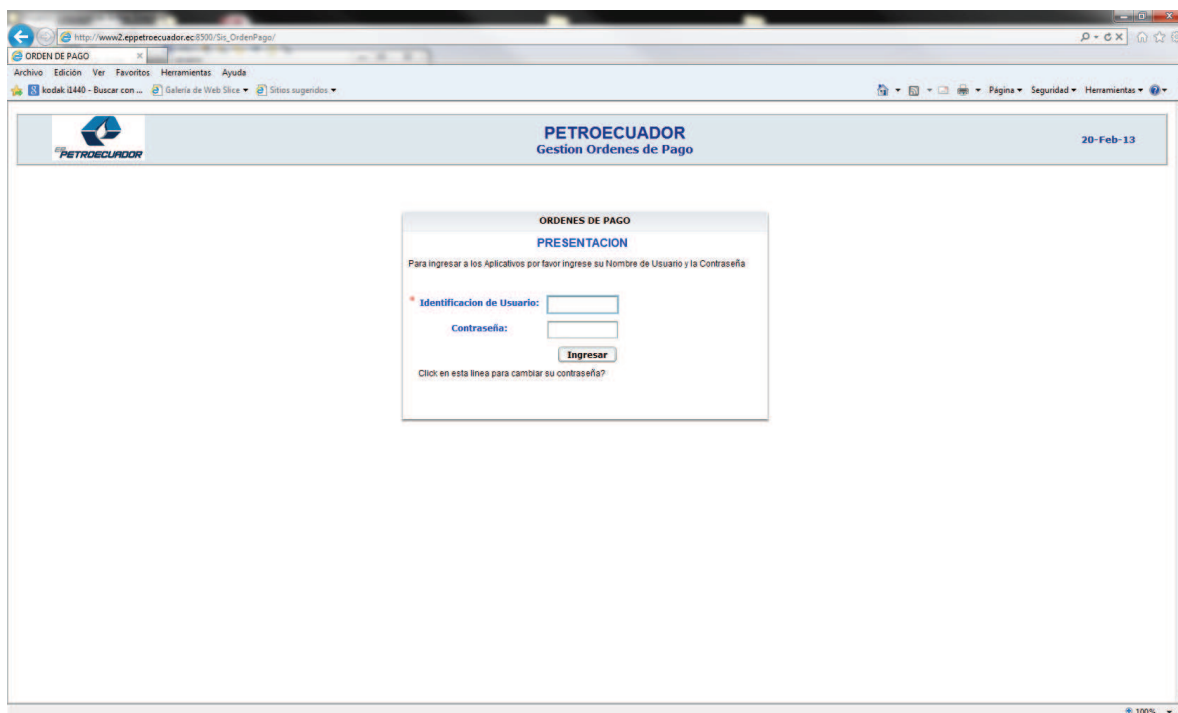 http://www2.eppetroecuador.ec:8500/Sis_OrdenPago/
ORDEN DE PAGO
Archivo Edición Ver Favoritos Herramientas Ayuda
kodak i1440 - Buscar con ... Galería de Web Slice Sitios sugeridos
Página Seguridad Herramientas
EP PETROECUADOR
PETROECUADOR
Gestion Ordenes de Pago
20-Feb-13
ORDENES DE PAGO
PRESENTACION
Para ingresar a los Aplicativos por favor ingrese su Nombre de Usuario y la Contraseña
* Identificacion de Usuario:
Contraseña:
Ingresar
Click en esta linea para cambiar su contraseña?
100%